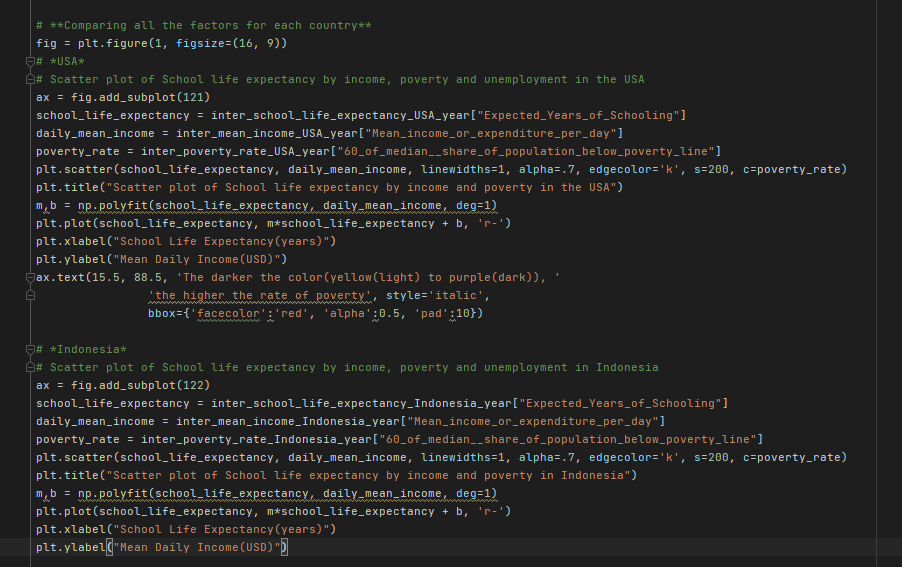 # **Comparing all the factors for each country**
fig = plt.figure(1, figsize=(16, 9))
# *USA*
# Scatter plot of School life expectancy by income, poverty and unemployment in the USA
ax = fig.add_subplot(121)
school_life_expectancy = inter_school_life_expectancy_USA_year["Expected_Years_of_Schooling"]
daily_mean_income = inter_mean_income_USA_year["Mean_income_or_expenditure_per_day"]
poverty_rate = inter_poverty_rate_USA_year["60_of_median__share_of_population_below_poverty_line"]
plt.scatter(school_life_expectancy, daily_mean_income, linewidths=1, alpha=.7, edgecolor='k', s=200, c=poverty_rate)
plt.title("Scatter plot of School life expectancy by income and poverty in the USA")
m,b = np.polyfit(school_life_expectancy, daily_mean_income, deg=1)
plt.plot(school_life_expectancy, m*school_life_expectancy + b, 'r-')
plt.xlabel("School Life Expectancy(years)")
plt.ylabel("Mean Daily Income(USD)")
ax.text(15.5, 88.5, 'The darker the color(yellow(light) to purple(dark)), '
'the higher the rate of poverty', style='italic',
bbox={'facecolor':'red', 'alpha':0.5, 'pad':10})
# *Indonesia*
# Scatter plot of School life expectancy by income, poverty and unemployment in Indonesia
ax = fig.add_subplot(122)
school_life_expectancy = inter_school_life_expectancy_Indonesia_year["Expected_Years_of_Schooling"]
daily_mean_income = inter_mean_income_Indonesia_year["Mean_income_or_expenditure_per_day"]
poverty_rate = inter_poverty_rate_Indonesia_year["60_of_median__share_of_population_below_poverty_line"]
plt.scatter(school_life_expectancy, daily_mean_income, linewidths=1, alpha=.7, edgecolor='k', s=200, c=poverty_rate)
plt.title("Scatter plot of School life expectancy by income and poverty in Indonesia")
m,b = np.polyfit(school_life_expectancy, daily_mean_income, deg=1)
plt.plot(school_life_expectancy, m*school_life_expectancy + b, 'r-')
plt.xlabel("School Life Expectancy(years)")
plt.ylabel("Mean Daily Income(USD)")